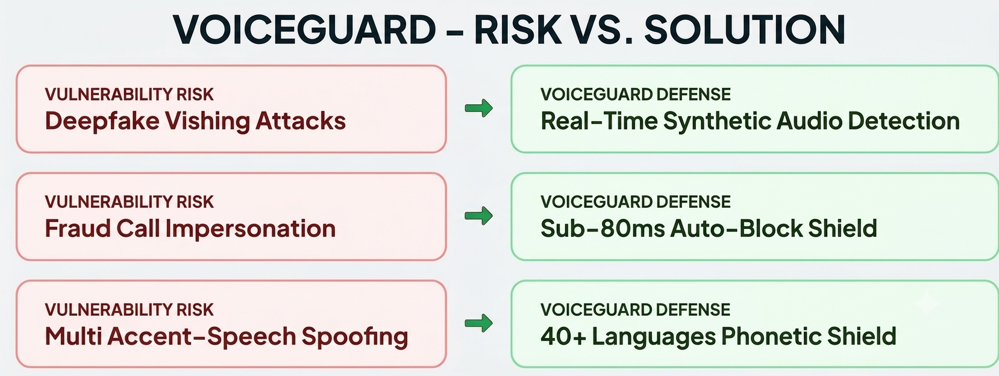 VOICEGUARD – RISK VS. SOLUTION
VULNERABILITY RISK
Deepfake Vishing Attacks
VOICEGUARD DEFENSE
Real–Time Synthetic Audio Detection
VULNERABILITY RISK
Fraud Call Impersonation
VOICEGUARD DEFENSE
Sub–80ms Auto–Block Shield
VULNERABILITY RISK
Multi Accent–Speech Spoofing
VOICEGUARD DEFENSE
40+ Languages Phonetic Shield